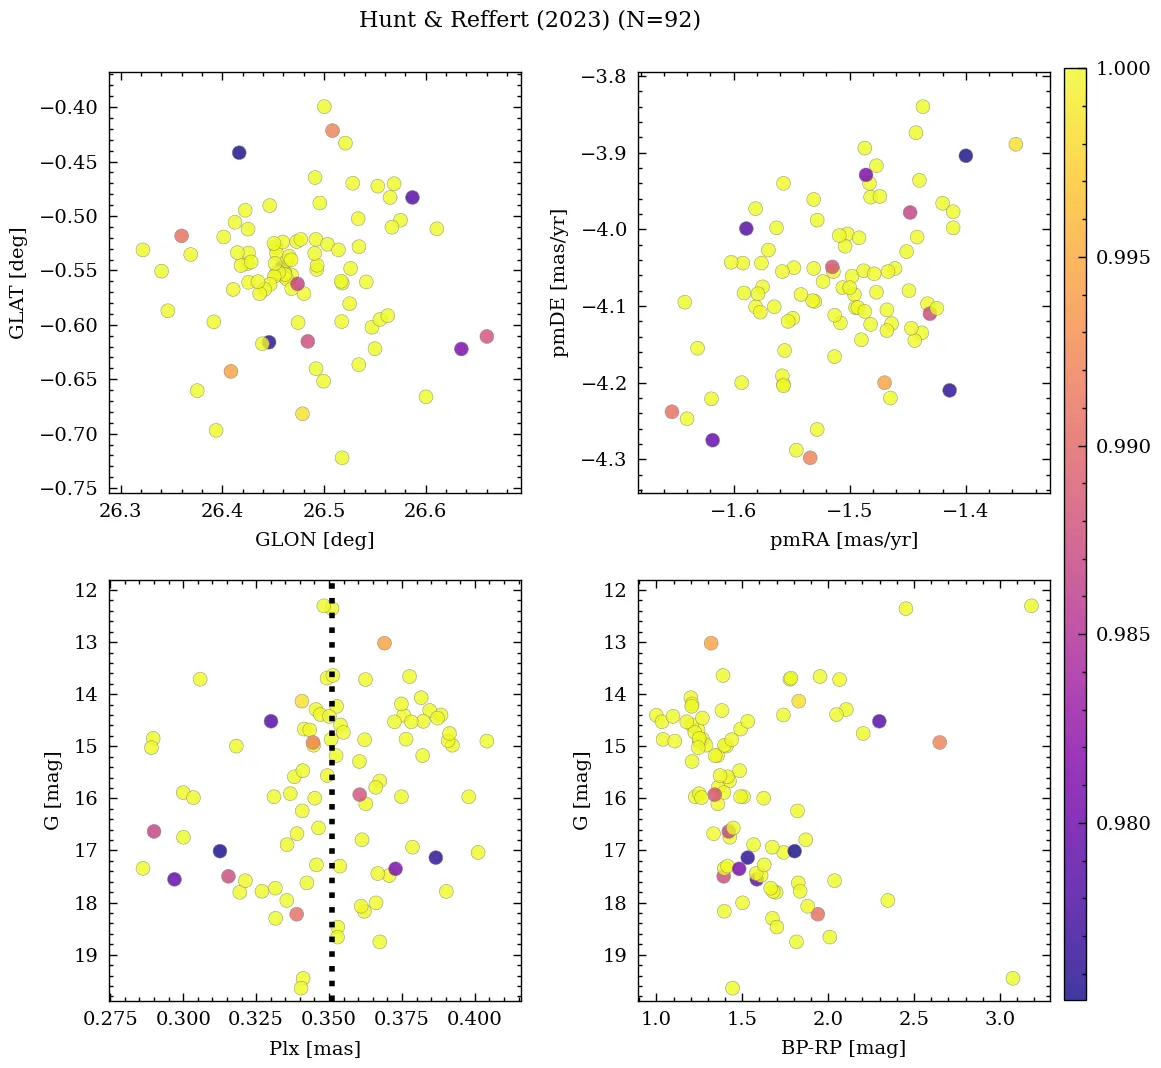 Hunt & Reffert (2023) (N=92)
−0.40
−0.45
−0.50
−0.55
−0.60
−0.65
−0.70
−0.75
GLAT [deg]
26.3 26.4 26.5 26.6
GLON [deg]
−3.8
−3.9
−4.0
−4.1
−4.2
−4.3
pmDE [mas/yr]
−1.6 −1.5 −1.4
pmRA [mas/yr]
1.000
0.995
0.990
0.985
0.980
12
13
14
15
16
17
18
19
G [mag]
0.275 0.300 0.325 0.350 0.375 0.400
Plx [mas]
12
13
14
15
16
17
18
19
G [mag]
1.0 1.5 2.0 2.5 3.0
BP-RP [mag]